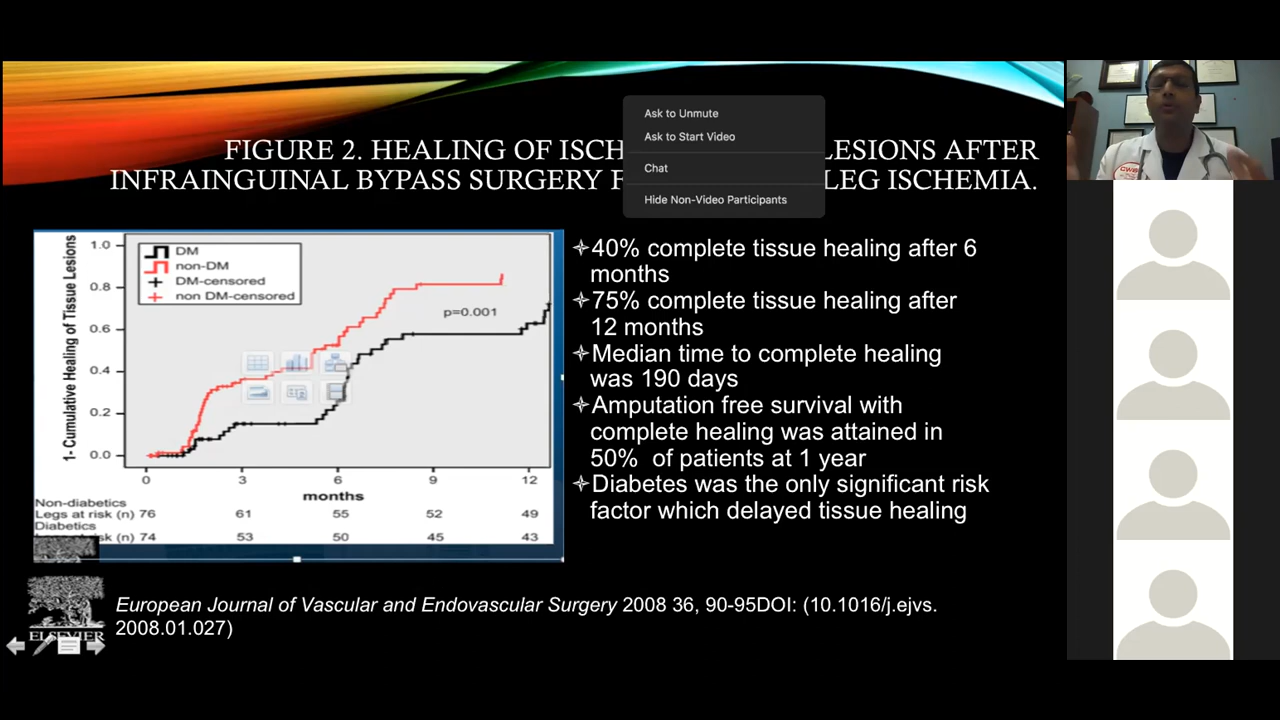 Ask to Unmute
Ask to Start Video
Chat
Hide Non-Video Participants
FIGURE 2. HEALING OF ISCH LESIONS AFTER
INFRAINGUINAL BYPASS SURGERY F LEG ISCHEMIA.
1-Cumulative Healing of Tissue Lesions
1.0
0.8
0.6
0.4
0.2
0.0
DM
non-DM
DM-censored
non DM-censored
p=0.001
0 3 6 9 12
months
Non-diabetics
Legs at risk (n) 76 61 55 52 49
Diabetics
sk (n) 74 53 50 45 43
40% complete tissue healing after 6
months
75% complete tissue healing after
12 months
Median time to complete healing
was 190 days
Amputation free survival with
complete healing was attained in
50% of patients at 1 year
Diabetes was the only significant risk
factor which delayed tissue healing
ELSEVIER
European Journal of Vascular and Endovascular Surgery 2008 36, 90-95DOI: (10.1016/j.ejvs.
2008.01.027)